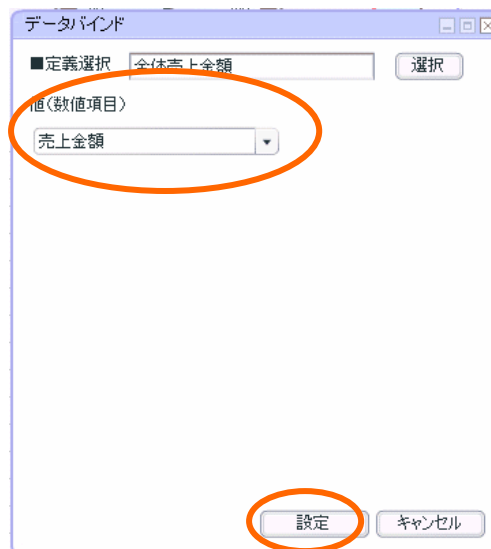 データバインド
■定義選択 全体売上金額 選択
値(数値項目)
売上金額
設定 キャンセル